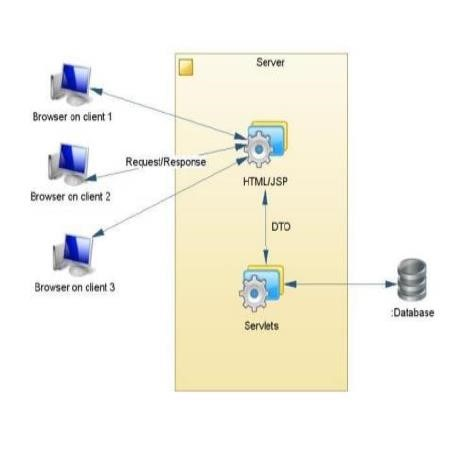 Server
Browser on client 1
Request/Response
HTML/JSP
Browser on client 2
DTO
Browser on client 3
Servlets
:Database